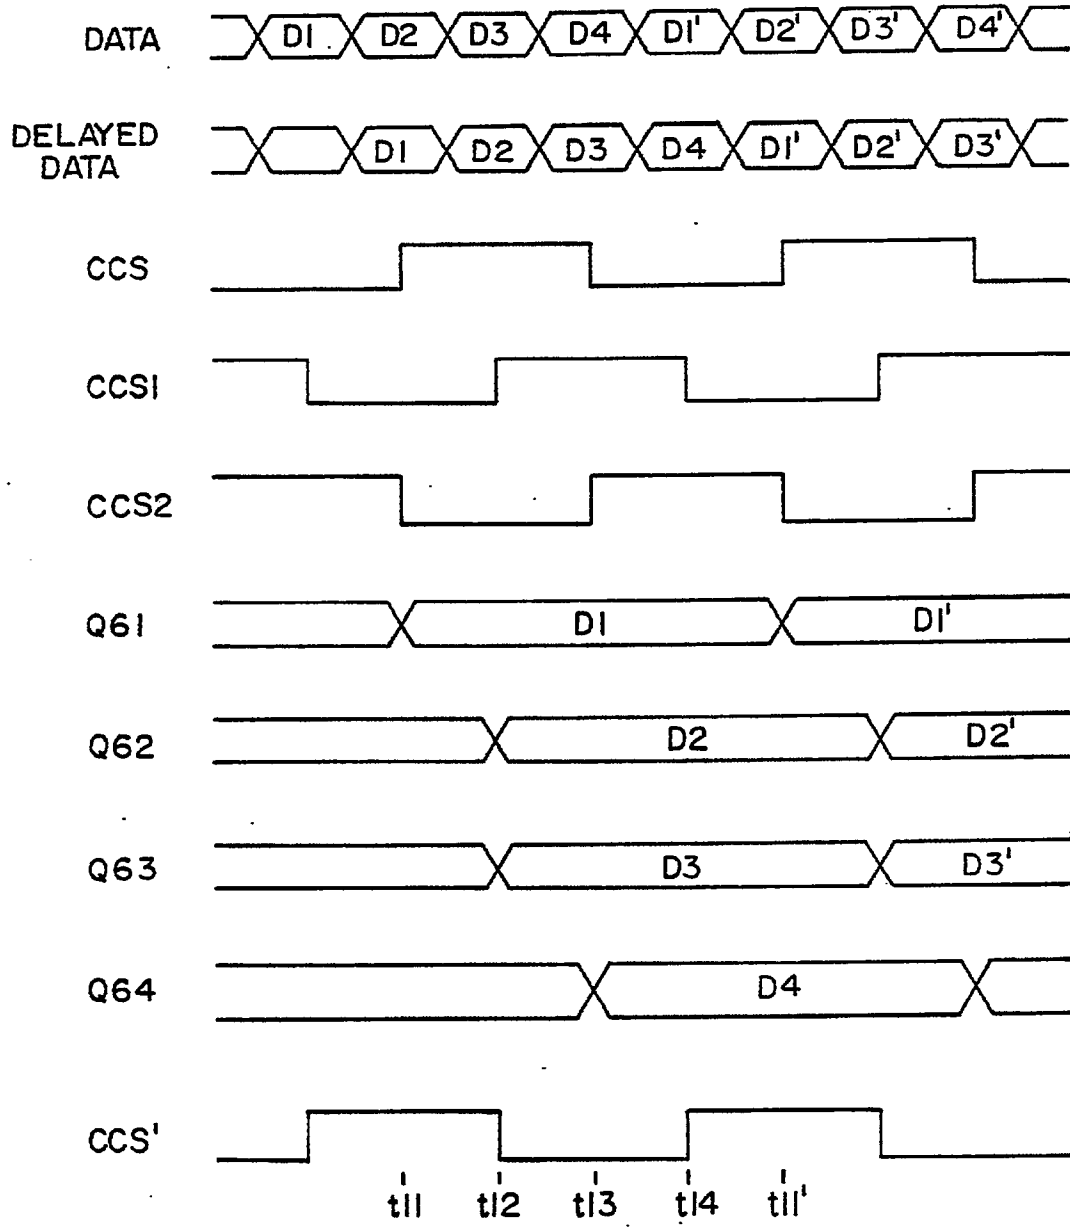 DATA D1 D2 D3 D4 D1' D2' D3' D4'
DELAYED
DATA D1 D2 D3 D4 D1' D2' D3'
CCS
CCS1
CCS2
Q61 D1 D1'
Q62 D2 D2'
Q63 D3 D3'
Q64 D4
CCS'
t11 t12 t13 t14 t11'